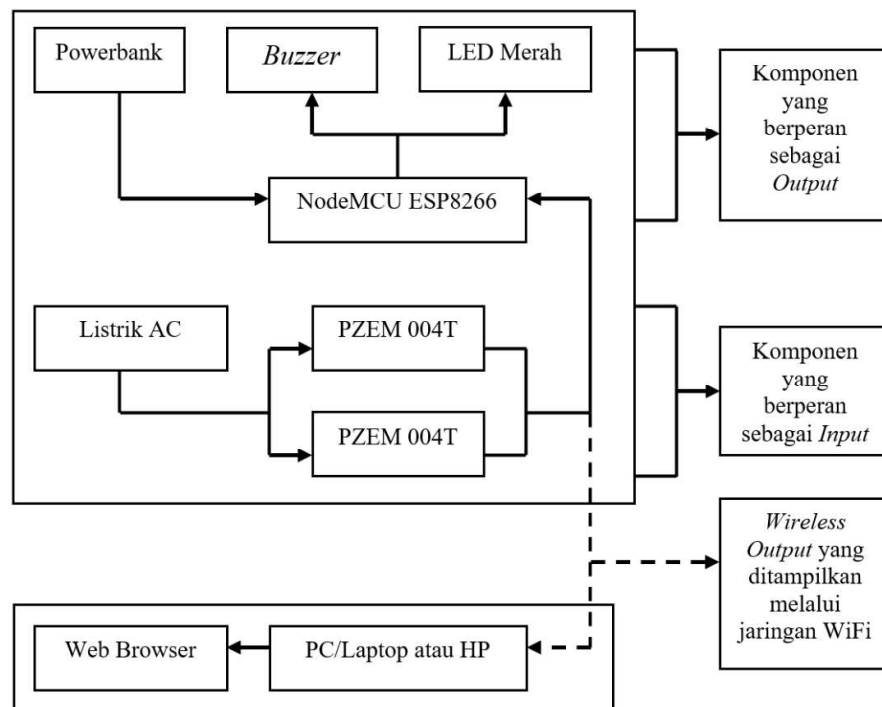 Powerbank
Buzzer
LED Merah
Komponen
yang
berperan
sebagai
Output
NodeMCU ESP8266
Listrik AC
PZEM 004T
PZEM 004T
Komponen
yang
berperan
sebagai Input
Wireless
Output yang
ditampilkan
melalui
jaringan WiFi
Web Browser
PC/Laptop atau HP